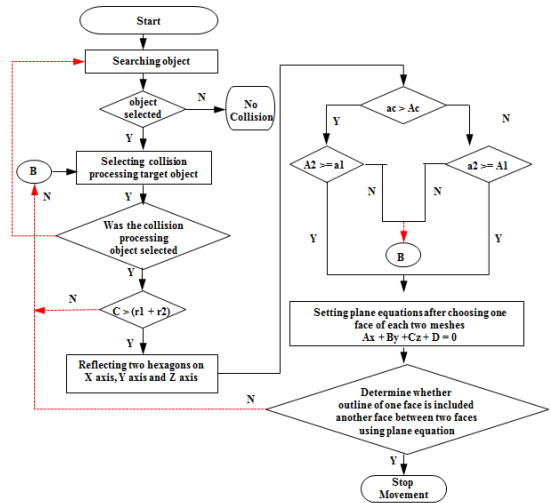 Start
Searching object
object
selected
N
No
Collision
Y
B
Selecting collision
processing target object
N
Y
Was the collision
processing
object selected
Y
N
C > (r1 + r2)
Y
Reflecting two hexagons on
X axis, Y axis and Z axis
ac > Ac
Y
N
A2 >= a1
a2 >= A1
N
N
Y
B
Y
Setting plane equations after choosing one
face of each two meshes
Ax + By +Cz + D = 0
N
Determine whether
outline of one face is included
another face between two faces
using plane equation
Y
Stop
Movement